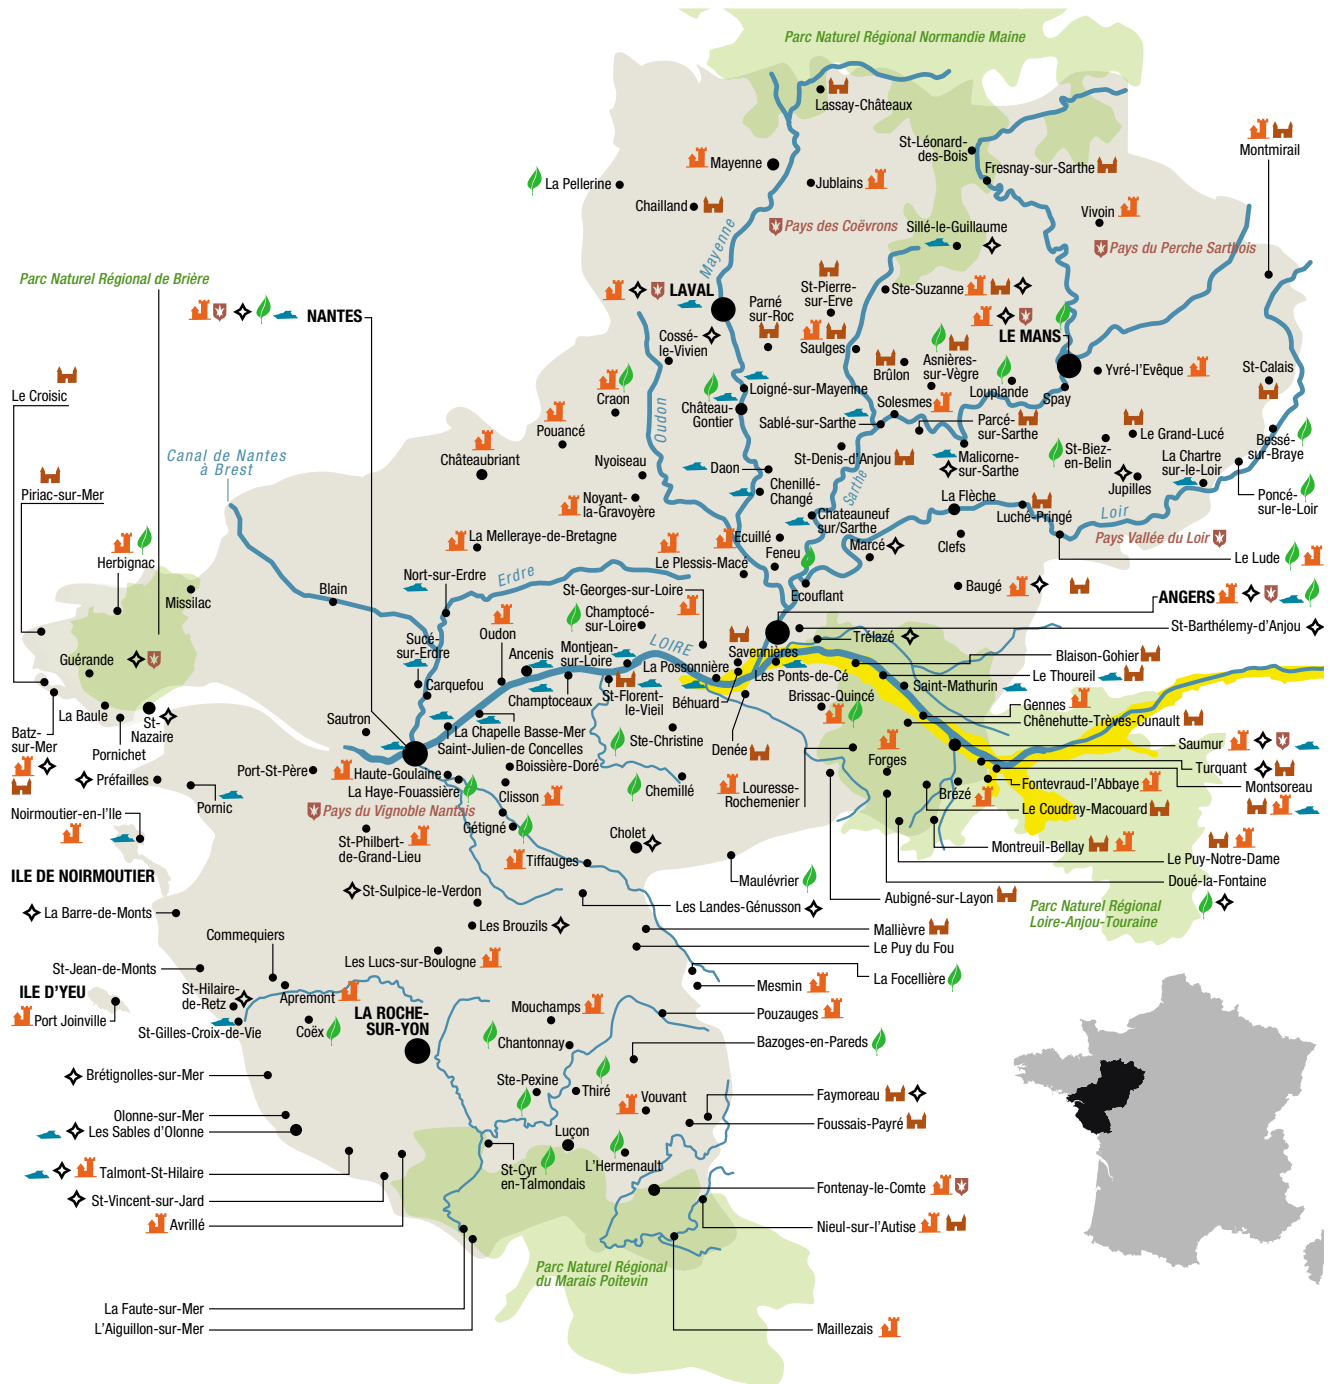 Parc Naturel Régional Normandie Maine
Lassay-Château
St-Léonard-
des-Bois
Montmirail
Mayenne
Fresnay-sur-Sarthe
La Pellerine
Jublains
Chailland
Vivoin
Pays des Coëvrons
Sillé-le-Guillaume
Pays du Perche Sarthois
Mayenne
Parc Naturel Régional de Brière
St-Pierre-
sur-Erve
Ste-Suzanne
LAVAL
Parné
sur-Roc
NANTES
LE MANS
Cossé-
le-Vivien
Saulges
Asnières-
sur-Vègre
Brûlon
Yvré-l'Evêque
St-Calais
Le Croisic
Loigné-sur-Mayenne
Louplande
Spay
Craon
Château-
Gontier
Solesmes
Oudon
Sablé-sur-Sarthe
Parcé-
sur-Sarthe
Le Grand-Lucé
Pouancé
St-Biez-
en-Belin
Bessé-
sur-Braye
Canal de Nantes
à Brest
Châteaubriant
Nyoiseau
Daon
St-Denis-d'Anjou
Malicorne-
sur-Sarthe
La Chartre
sur-le-Loir
Jupilles
Piriac-sur-Mer
Chenillé-
Changé
Sarthe
La Flèche
Poncé-
sur-le-Loir
Noyant-
la-Gravoyère
Chateauneuf
sur/Sarthe
Luché-Pringé
Loir
La Melleraye-de-Bretagne
Ecuillé
Marcé
Clefs
Pays Vallée du Loir
Herbignac
Le Plessis-Macé
Feneu
Le Lude
Nort-sur-Erdre
Erdre
St-Georges-sur-Loire
Ecouflant
Baugé
Missilac
Blain
Champtocé-
sur-Loire
ANGERS
Oudon
St-Barthélemy-d'Anjou
Sucé-
sur-Erdre
LOIRE
Trélazé
Guérande
Ancenis
Montjean-
sur-Loire
Savennières
Blaison-Gohier
La Possonnière
Les Ponts-de-Cé
Le Thoureil
Carquefou
Champtoceaux
St-Florent-
le-Vieil
Béhuard
Brissac-Quincé
Saint-Mathurin
Gennes
La Baule
St-
Nazaire
Sautron
Chênehutte-Trèves-Cunault
Batz-
sur-Mer
Pornichet
La Chapelle Basse-Mer
Saint-Julien-de Concelles
Ste-Christine
Denée
Forges
Saumur
Boissière-Doré
Turquant
Préfailles
Port-St-Père
Haute-Goulaine
Montsoreau
Pornic
La Haye-Fouassière
Clisson
Chemillé
Louresse-
Rochemenier
Brézé
Fontevraud-l'Abbaye
Noirmoutier-en-l'Ile
Pays du Vignoble Nantais
Le Coudray-Macouard
Gétigné
Cholet
St-Philbert-
de-Grand-Lieu
Montreuil-Bellay
Tiffauges
Le Puy-Notre-Dame
ILE DE NOIRMOUTIER
Maulévrier
Doué-la-Fontaine
St-Sulpice-le-Verdon
Aubigné-sur-Layon
La Barre-de-Monts
Les Landes-Génusson
Parc Naturel Régional
Loire-Anjou-Touraine
Les Brouzils
Mallièvre
Commequiers
Le Puy du Fou
St-Jean-de-Monts
Les Lucs-sur-Boulogne
La Focellière
St-Hilaire-
de-Retz
Apremont
Mesmin
ILE D'YEU
Port Joinville
LA ROCHE-
SUR-YON
Mouchamps
Pouzauges
St-Gilles-Croix-de-Vie
Coëx
Chantonnay
Bazoges-en-Pareds
Brétignolles-sur-Mer
Ste-Pexine
Thiré
Vouvant
Faymoreau
Olonne-sur-Mer
Foussais-Payré
Les Sables d'Olonne
Luçon
L'Hermenault
Talmont-St-Hilaire
St-Cyr
en-Talmondais
Fontenay-le-Comte
St-Vincent-sur-Jard
Avrillé
Nieul-sur-l'Autise
Parc Naturel Régional
du Marais Poitevin
La Faute-sur-Mer
L'Aiguillon-sur-Mer
Maillezais